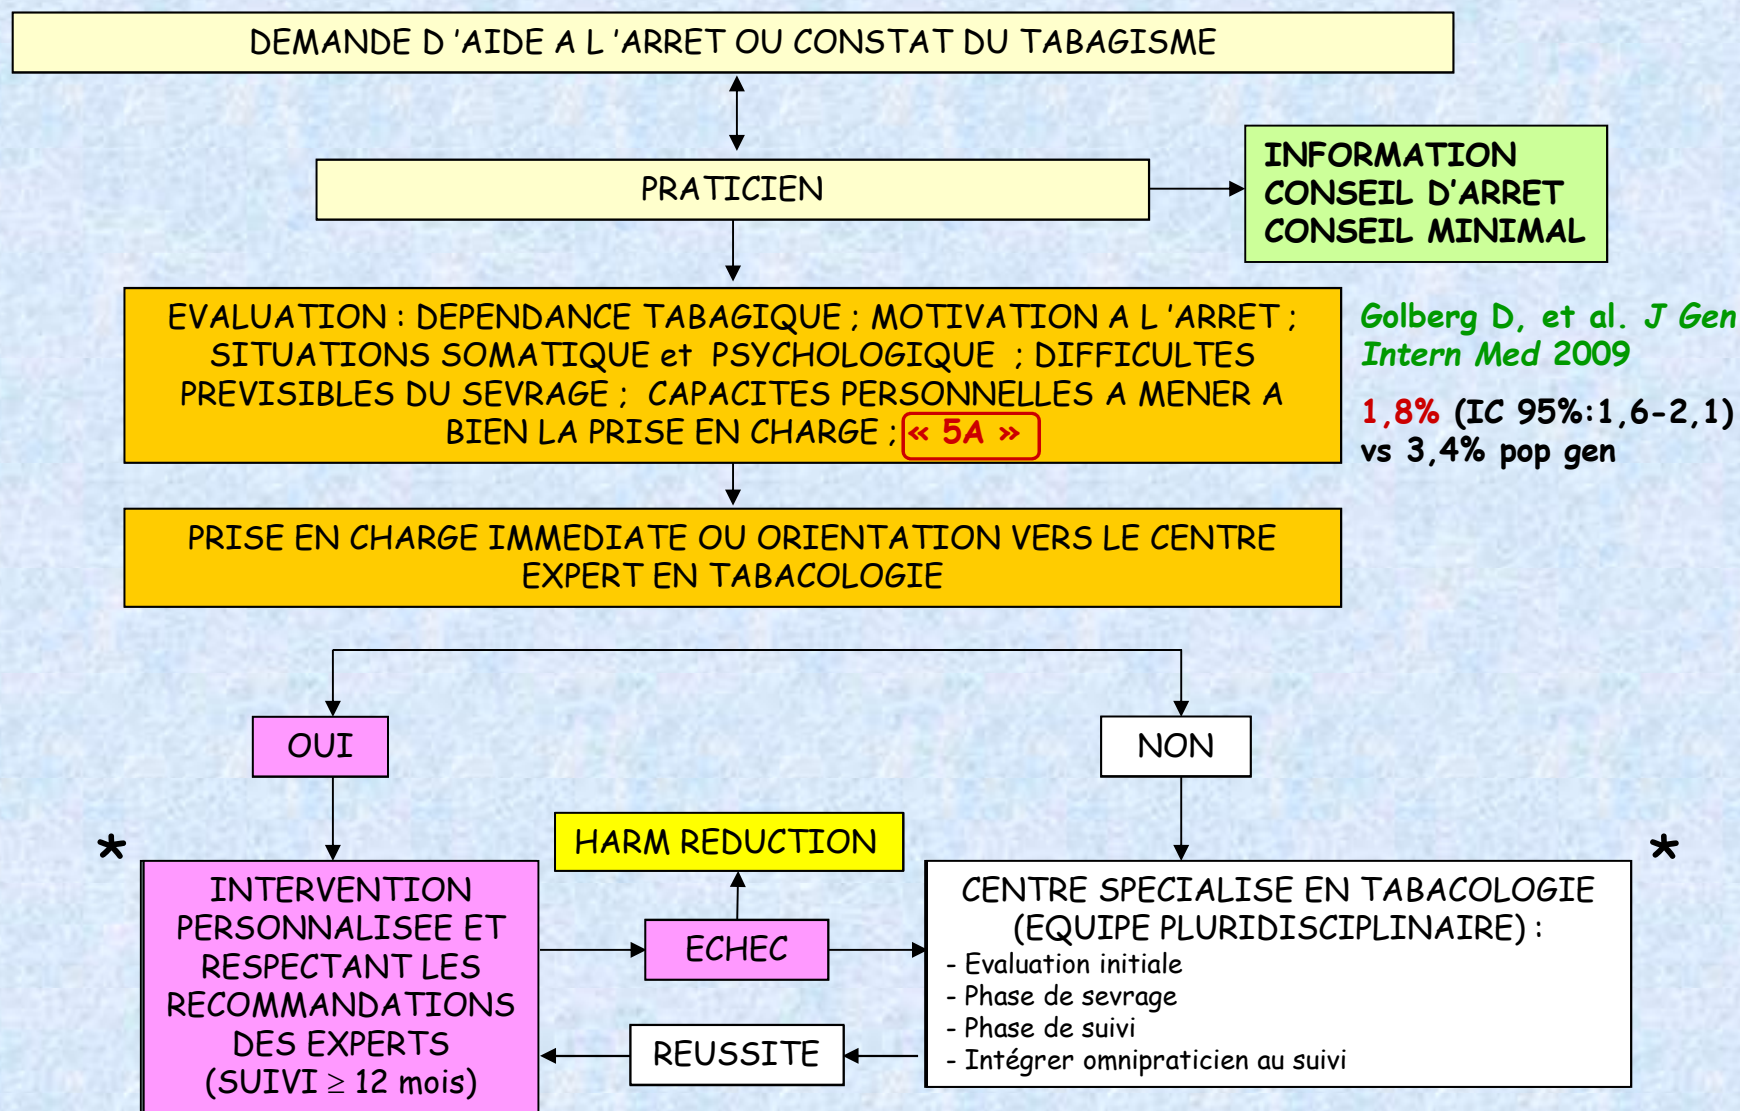 DEMANDE D 'AIDE A L 'ARRET OU CONSTAT DU TABAGISME
PRATICIEN
INFORMATION
CONSEIL D'ARRET
CONSEIL MINIMAL
EVALUATION : DEPENDANCE TABAGIQUE ; MOTIVATION A L 'ARRET ;
SITUATIONS SOMATIQUE et PSYCHOLOGIQUE ; DIFFICULTES
PREVISIBLES DU SEVRAGE ; CAPACITES PERSONNELLES A MENER A
BIEN LA PRISE EN CHARGE ; « 5A »
Golberg D, et al. J Gen
Intern Med 2009
1,8% (IC 95%:1,6-2,1)
vs 3,4% pop gen
PRISE EN CHARGE IMMEDIATE OU ORIENTATION VERS LE CENTRE
EXPERT EN TABACOLOGIE
OUI
NON
HARM REDUCTION
*
INTERVENTION
PERSONNALISEE ET
RESPECTANT LES
RECOMMANDATIONS
DES EXPERTS
(SUIVI ≥ 12 mois)
ECHEC
REUSSITE
*
CENTRE SPECIALISE EN TABACOLOGIE
(EQUIPE PLURIDISCIPLINAIRE) :
- Evaluation initiale
- Phase de sevrage
- Phase de suivi
- Intégrer omnipraticien au suivi